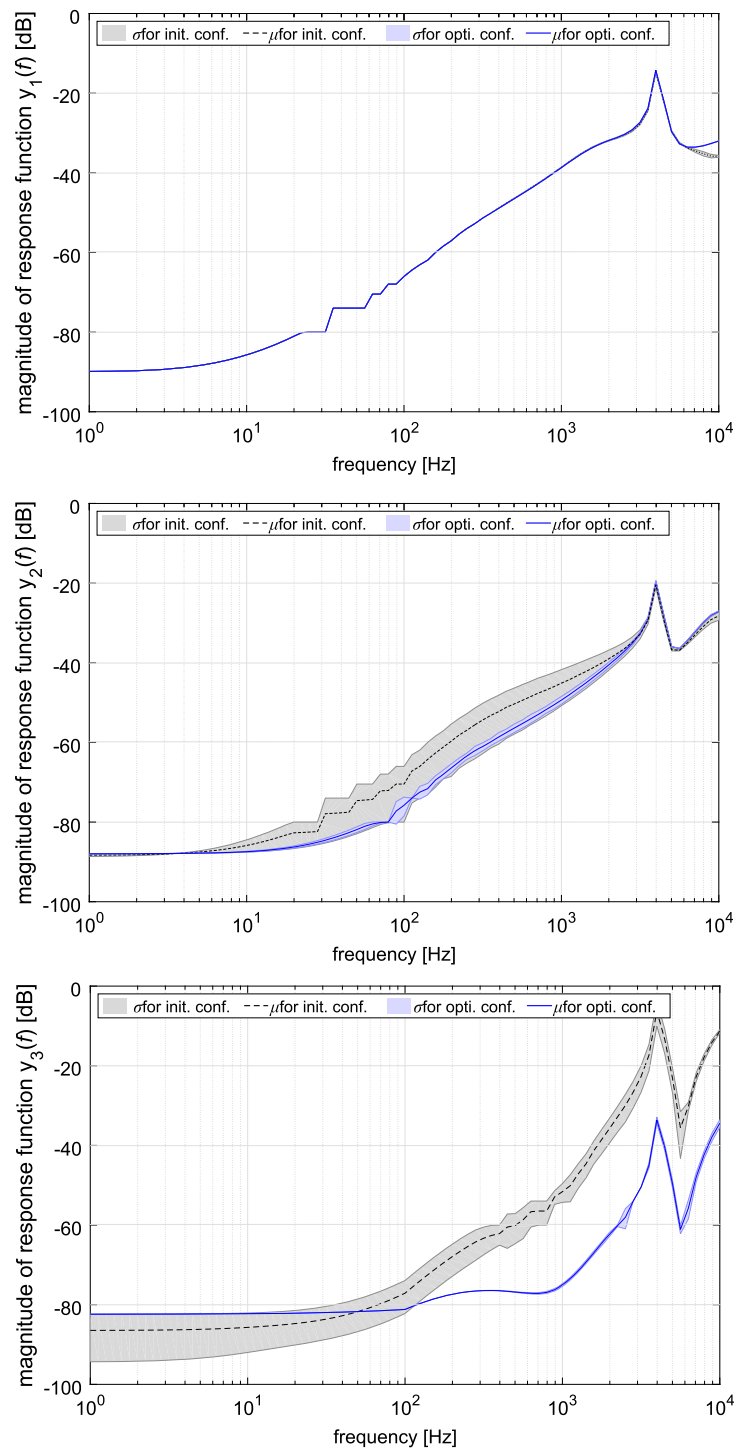 magnitude of response function y1(f) [dB]
σfor init. conf. μfor init. conf. σfor opti. conf. μfor opti. conf.
0
-20
-40
-60
-80
-100
10^0 10^1 10^2 10^3 10^4
frequency [Hz]
magnitude of response function y2(f) [dB]
σfor init. conf. μfor init. conf. σfor opti. conf. μfor opti. conf.
0
-20
-40
-60
-80
-100
10^0 10^1 10^2 10^3 10^4
frequency [Hz]
magnitude of response function y3(f) [dB]
σfor init. conf. μfor init. conf. σfor opti. conf. μfor opti. conf.
0
-20
-40
-60
-80
-100
10^0 10^1 10^2 10^3 10^4
frequency [Hz]